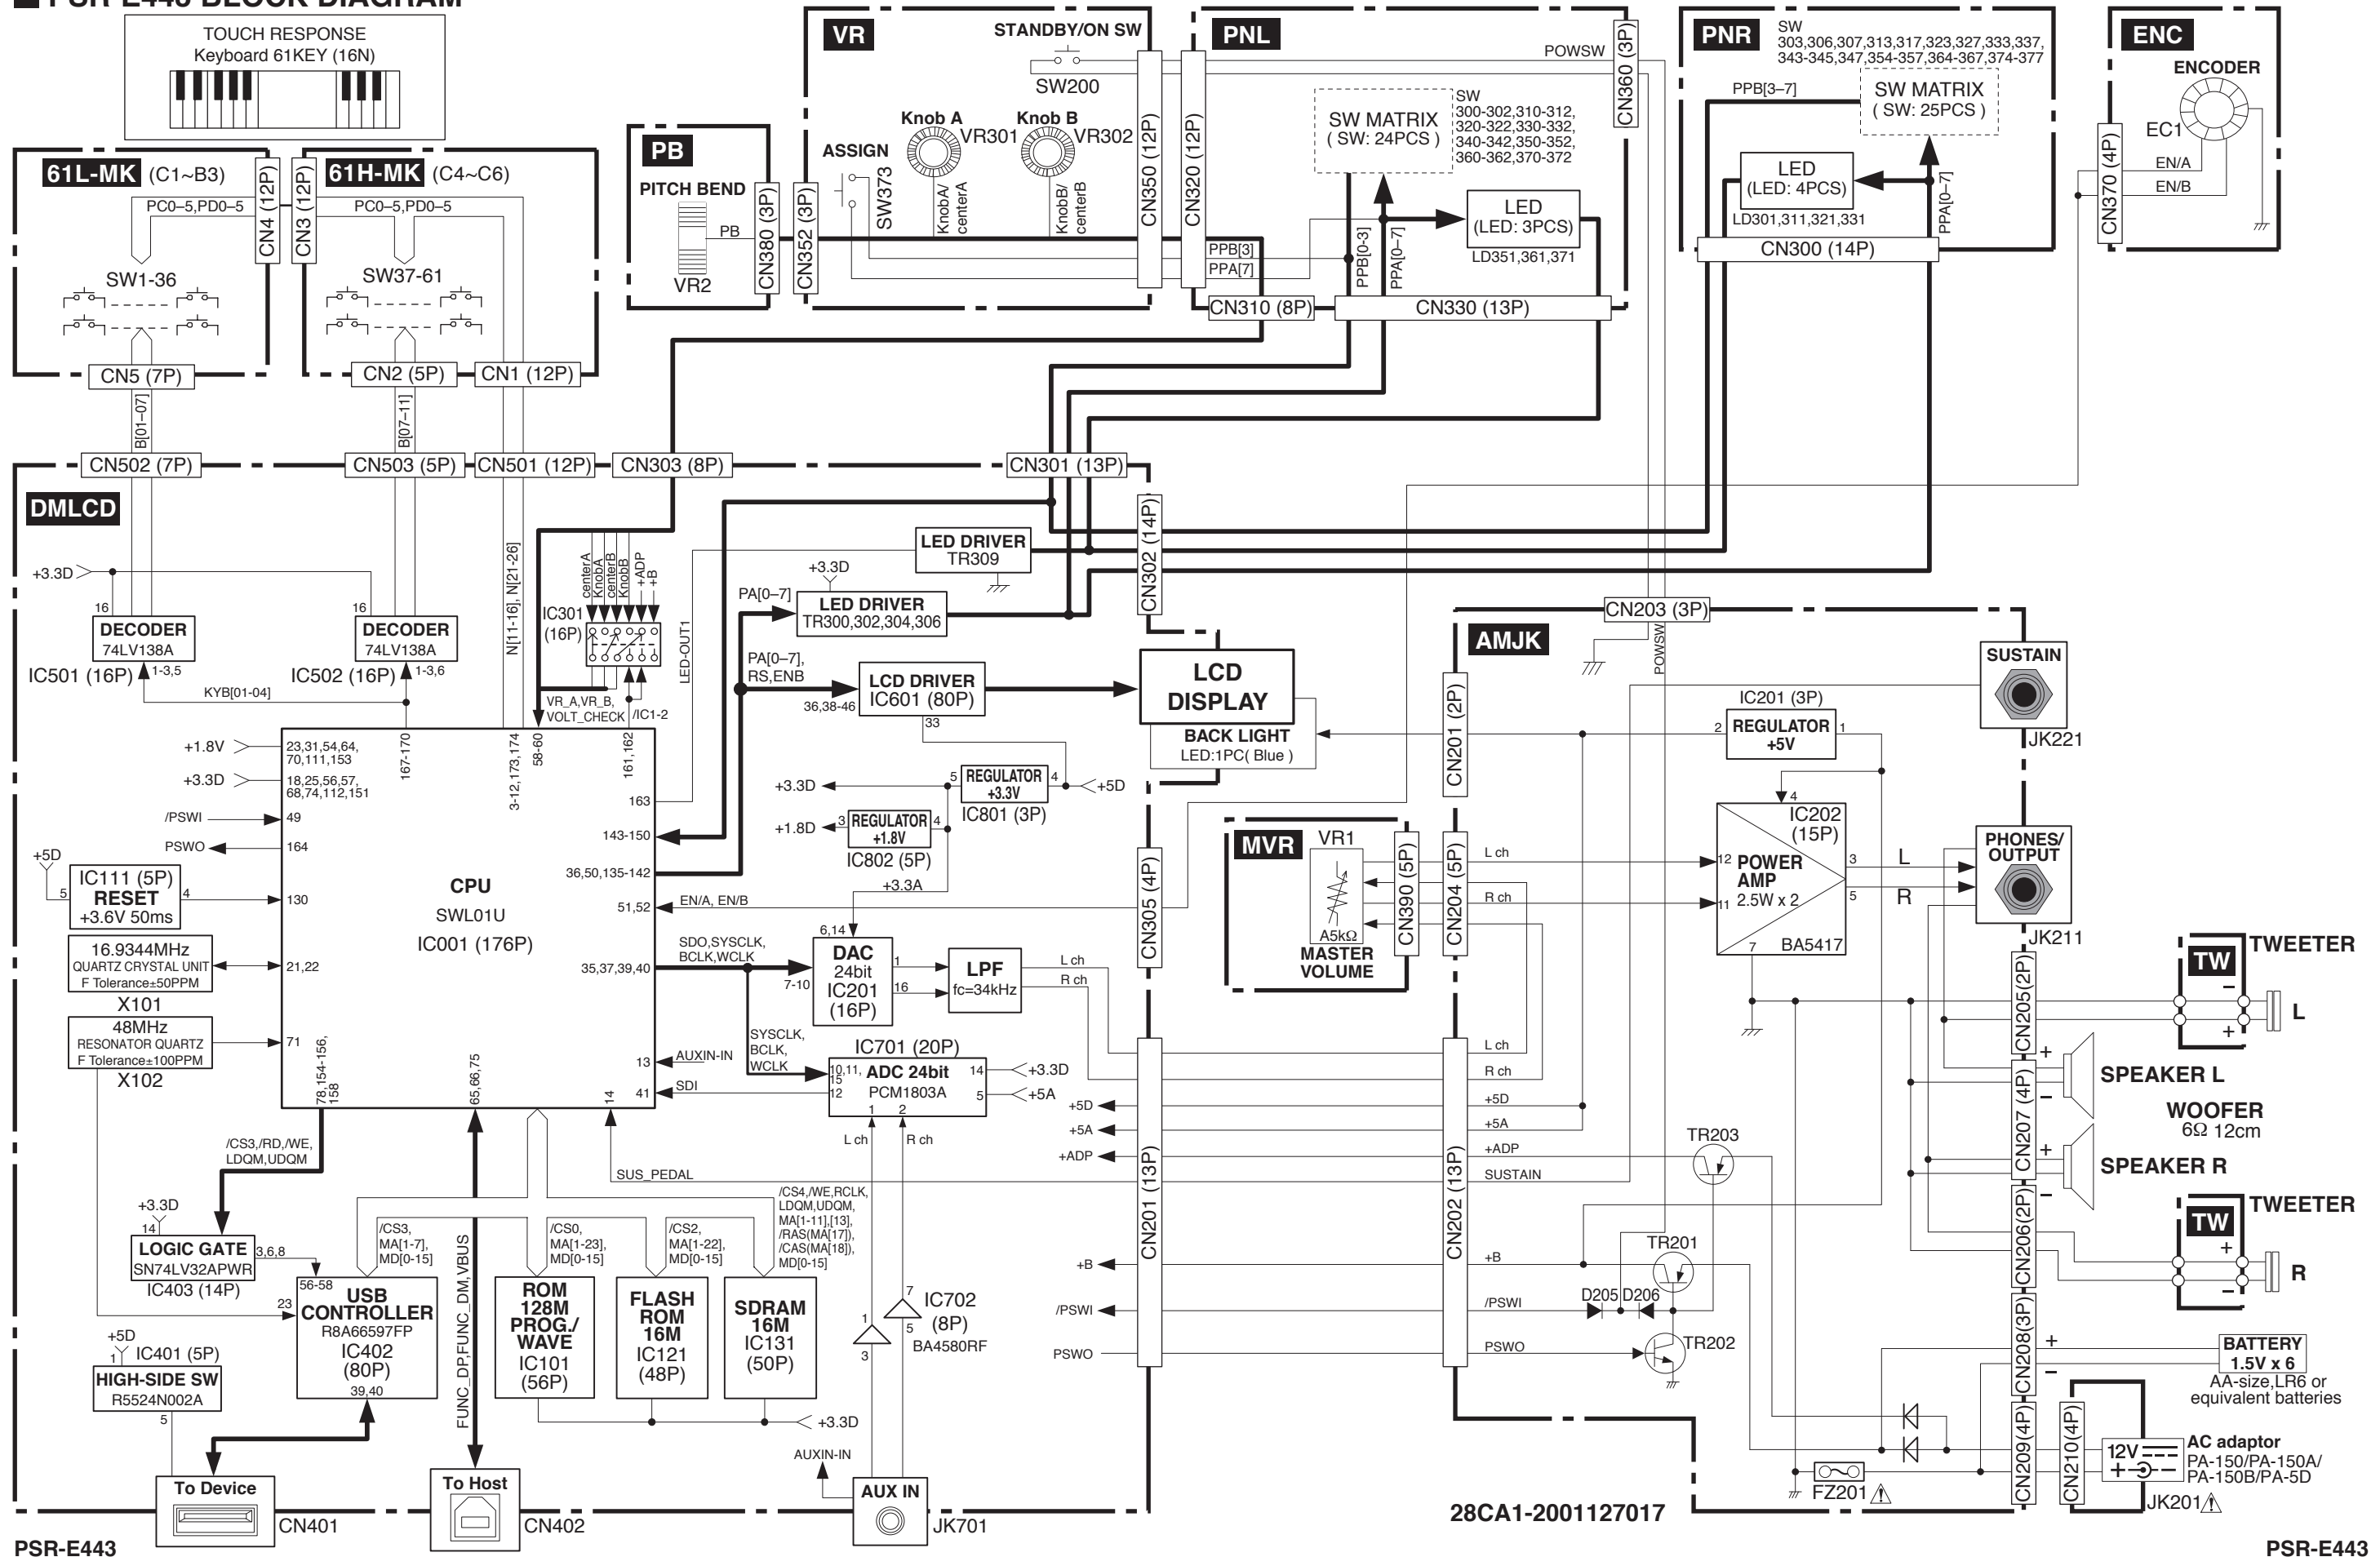 PSR-E443 BLOCK DIAGRAM
TOUCH RESPONSE
Keyboard 61KEY (16N)
61L-MK (C1~B3)
PC0–5,PD0–5
SW1-36
CN4 (12P)
CN3 (12P)
61H-MK (C4~C6)
PC0–5,PD0–5
SW37-61
CN5 (7P)
CN2 (5P)
CN1 (12P)
B[01–07]
B[07–11]
PB
PITCH BEND
VR2
PB
CN380 (3P)
CN352 (3P)
VR
STANDBY/ON SW
SW200
Knob A
VR301
Knob B
VR302
ASSIGN
SW373
KnobA/
centerA
KnobB/
centerB
CN350 (12P)
CN320 (12P)
PNL
POWSW
CN360 (3P)
SW MATRIX
( SW: 24PCS )
SW
300-302,310-312,
320-322,330-332,
340-342,350-352,
360-362,370-372
LED
(LED: 3PCS)
LD351,361,371
PPB[3]
PPA[7]
PPB[0-3]
PPA[0–7]
CN310 (8P)
CN330 (13P)
PNR
SW
303,306,307,313,317,323,327,333,337,
343-345,347,354-357,364-367,374-377
PPB[3–7]
SW MATRIX
( SW: 25PCS )
LED
(LED: 4PCS)
LD301,311,321,331
PPA[0–7]
CN300 (14P)
ENC
ENCODER
EC1
EN/A
EN/B
CN370 (4P)
CN502 (7P)
CN503 (5P)
CN501 (12P)
CN303 (8P)
CN301 (13P)
CN302 (14P)
DMLCD
+3.3D
16
DECODER
74LV138A
IC501 (16P)
1-3,5
16
DECODER
74LV138A
IC502 (16P)
1-3,6
KYB[01-04]
N[11-16], N[21-26]
centerA
KnobA
centerB
KnobB
+ADP
+B
IC301
(16P)
VR_A,VR_B,
VOLT_CHECK
/IC1-2
LED-OUT1
LED DRIVER
TR309
+3.3D
PA[0–7]
LED DRIVER
TR300,302,304,306
PA[0–7],
RS,ENB
LCD DRIVER
IC601 (80P)
36,38-46
33
LCD
DISPLAY
BACK LIGHT
LED:1PC( Blue )
+1.8V
23,31,54,64,
70,111,153
+3.3D
18,25,56,57,
68,74,112,151
/PSWI
49
PSWO
164
+5D
5
IC111 (5P)
RESET
+3.6V 50ms
4
130
16.9344MHz
QUARTZ CRYSTAL UNIT
F Tolerance±50PPM
X101
21,22
48MHz
RESONATOR QUARTZ
F Tolerance±100PPM
X102
71
CPU
SWL01U
IC001 (176P)
167-170
3-12,173,174
58-60
161,162
163
143-150
36,50,135-142
51,52
EN/A, EN/B
35,37,39,40
13
AUXIN-IN
41
SDI
78,154-156,
158
65,66,75
14
+3.3D
5
REGULATOR
+3.3V
4
+5D
IC801 (3P)
+1.8D
3
REGULATOR
+1.8V
4
IC802 (5P)
+3.3A
SDO,SYSCLK,
BCLK,WCLK
6,14
DAC
24bit
IC201
(16P)
7-10
1
16
LPF
fc=34kHz
L ch
R ch
SYSCLK,
BCLK,
WCLK
IC701 (20P)
10,11,
15
ADC 24bit
PCM1803A
12
14
+3.3D
5
+5A
1
2
L ch
R ch
CN305 (4P)
CN201 (13P)
+5D
+5A
+ADP
SUS_PEDAL
+B
/PSWI
PSWO
/CS3,/RD,/WE,
LDQM,UDQM
+3.3D
14
LOGIC GATE
SN74LV32APWR
IC403 (14P)
3,6,8
56-58
23
USB
CONTROLLER
R8A66597FP
IC402
(80P)
39,40
+5D
1
IC401 (5P)
HIGH-SIDE SW
R5524N002A
5
/CS3,
MA[1-7],
MD[0-15]
FUNC_DP,FUNC_DM,VBUS
/CS0,
MA[1-23],
MD[0-15]
/CS2,
MA[1-22],
MD[0-15]
/CS4,/WE,RCLK,
LDQM,UDQM,
MA[1-11],[13],
/RAS(MA[17]),
/CAS(MA[18]),
MD[0-15]
ROM
128M
PROG./
WAVE
IC101
(56P)
FLASH
ROM
16M
IC121
(48P)
SDRAM
16M
IC131
(50P)
+3.3D
7
5
1
3
IC702
(8P)
BA4580RF
AUXIN-IN
To Device
CN401
To Host
CN402
AUX IN
JK701
MVR
VR1
A5kΩ
MASTER
VOLUME
CN390 (5P)
CN204 (5P)
CN201 (2P)
CN202 (13P)
CN203 (3P)
AMJK
POWSW
L ch
R ch
L ch
R ch
+5D
+5A
+ADP
SUSTAIN
+B
/PSWI
PSWO
IC201 (3P)
2
REGULATOR
+5V
1
4
IC202
(15P)
12
POWER
AMP
2.5W x 2
11
7
BA5417
3
5
L
R
SUSTAIN
JK221
PHONES/
OUTPUT
JK211
CN205(2P)
CN207 (4P)
CN206(2P)
CN208(3P)
CN209(4P)
CN210(4P)
TW
TWEETER
−
+
L
+
−
SPEAKER L
WOOFER
6Ω 12cm
+
−
SPEAKER R
TW
TWEETER
+
−
R
TR203
TR201
D205
D206
TR202
+
−
BATTERY
1.5V x 6
AA-size,LR6 or
equivalent batteries
12V
+ −
AC adaptor
PA-150/PA-150A/
PA-150B/PA-5D
JK201
FZ201
28CA1-2001127017
PSR-E443
PSR-E443